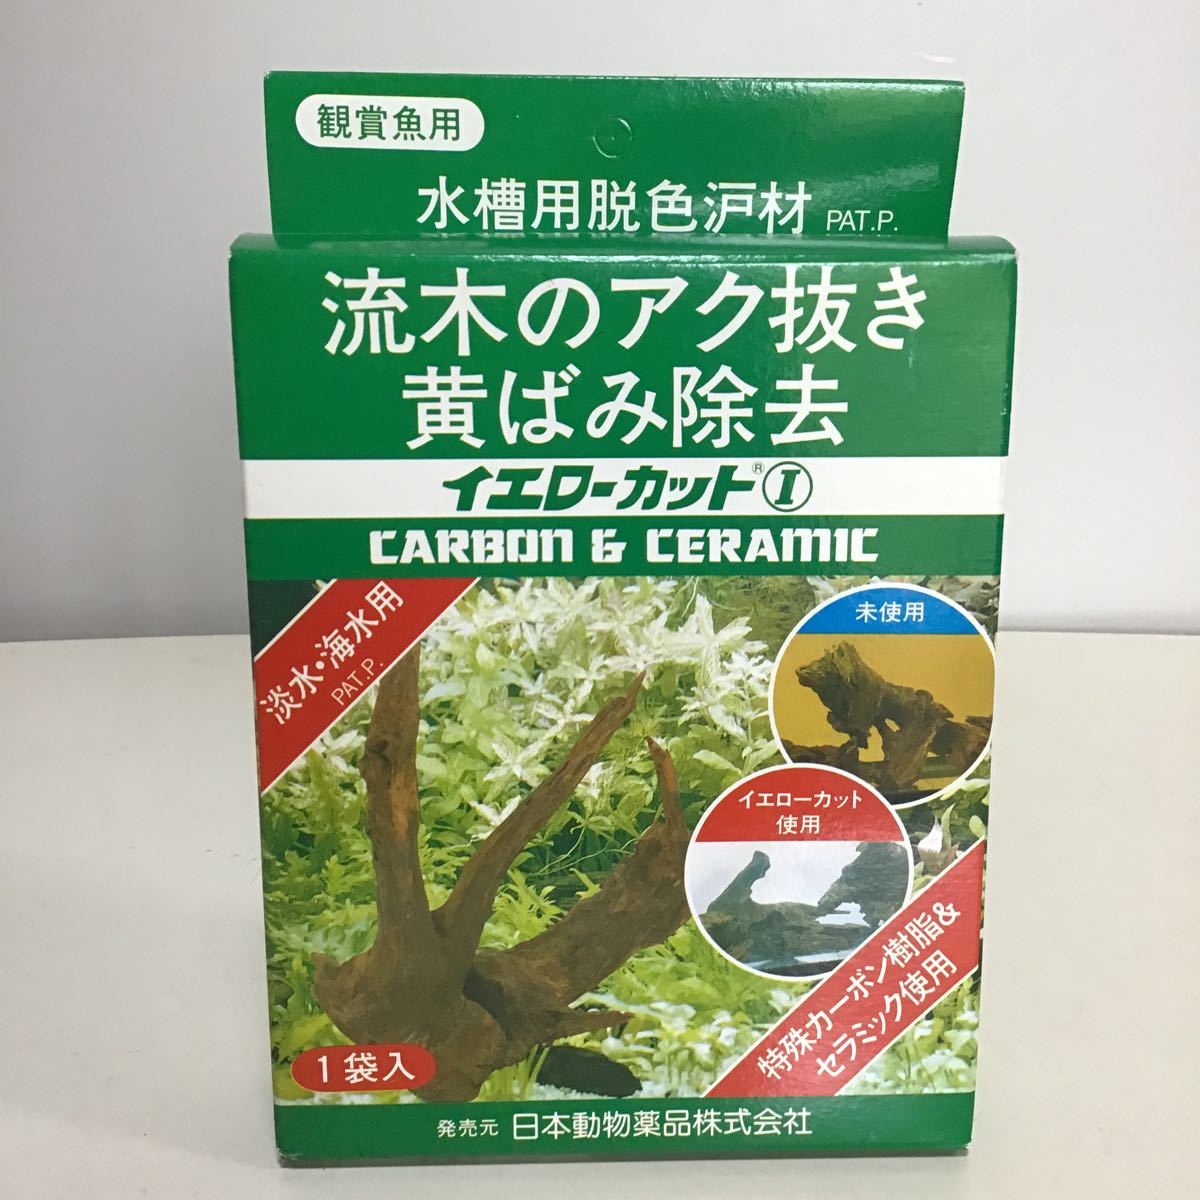 観賞魚用
水槽用脱色沪材 PAT.P.
流木のアク抜き
黄ばみ除去
イエローカット® Ⅰ
CARBON & CERAMIC
淡水・海水用
PAT.P.
未使用
イエローカット
使用
特殊カーボン樹脂&
セラミック使用
1袋入
発売元 日本動物薬品株式会社